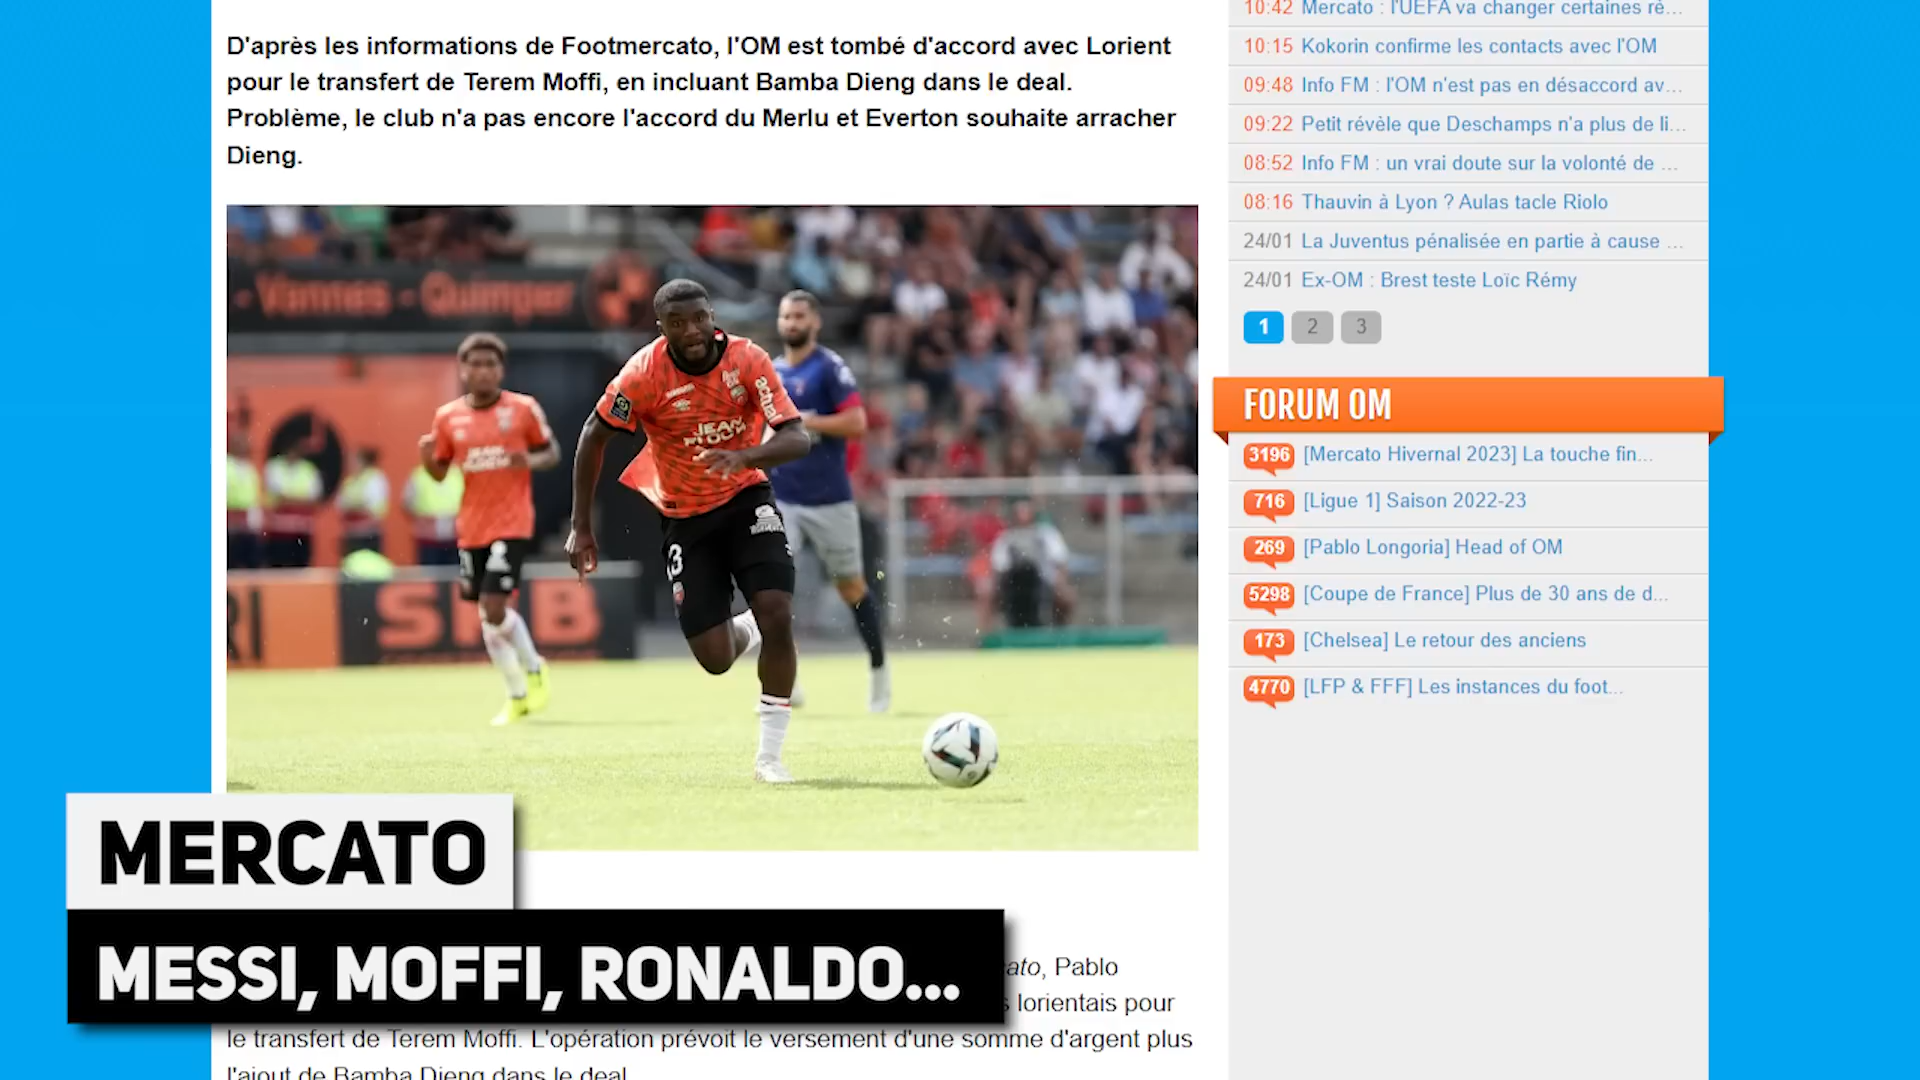 D'après les informations de Footmercato, l'OM est tombé d'accord avec Lorient
pour le transfert de Terem Moffi, en incluant Bamba Dieng dans le deal.
Problème, le club n'a pas encore l'accord du Merlu et Everton souhaite arracher
Dieng.
- Vannes - Quimper
actual
JEAN
FLOC'H
3
SFB
MERCATO
MESSI, MOFFI, RONALDO...
ato, Pablo
s lorientais pour
le transfert de Terem Moffi. L'opération prévoit le versement d'une somme d'argent plus
l'ajout de Bamba Dieng dans le deal.
10:42 Mercato : l'UEFA va changer certaines rè...
10:15 Kokorin confirme les contacts avec l'OM
09:48 Info FM : l'OM n'est pas en désaccord av...
09:22 Petit révèle que Deschamps n'a plus de li...
08:52 Info FM : un vrai doute sur la volonté de ...
08:16 Thauvin à Lyon ? Aulas tacle Riolo
24/01 La Juventus pénalisée en partie à cause ...
24/01 Ex-OM : Brest teste Loïc Rémy
1 2 3
FORUM OM
3196 [Mercato Hivernal 2023] La touche fin...
716 [Ligue 1] Saison 2022-23
269 [Pablo Longoria] Head of OM
5298 [Coupe de France] Plus de 30 ans de d...
173 [Chelsea] Le retour des anciens
4770 [LFP & FFF] Les instances du foot...